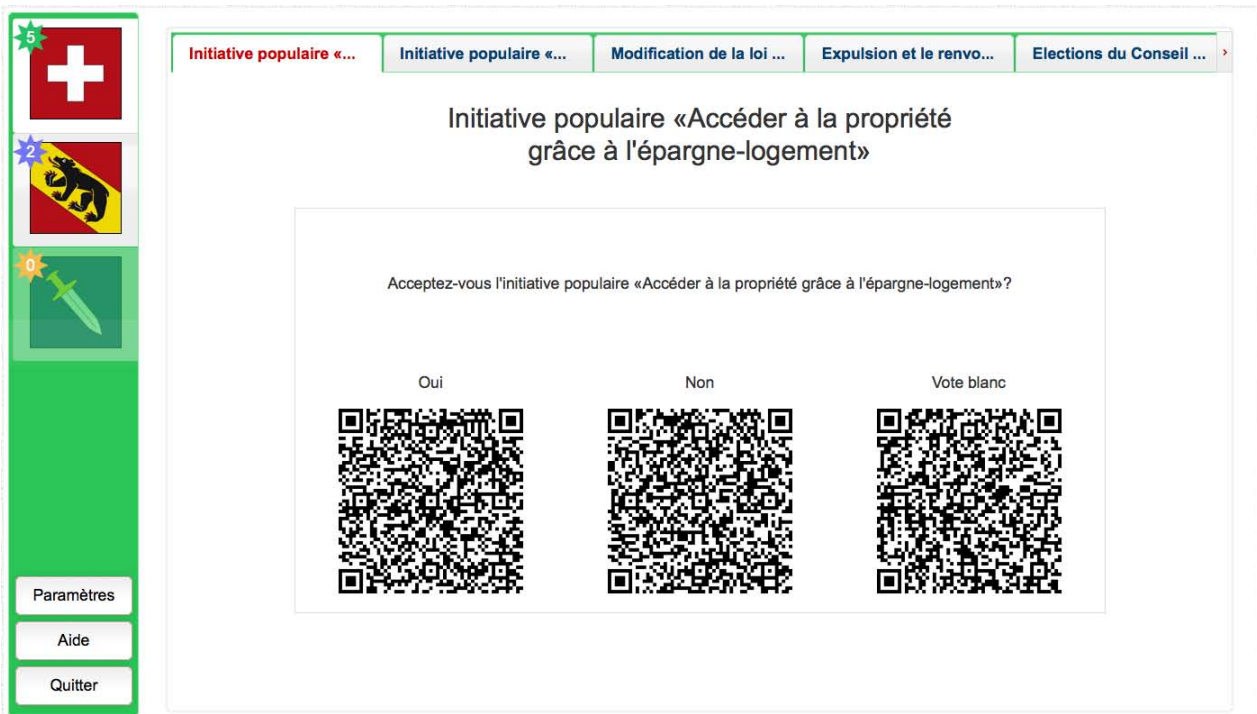 5
2
0
Paramètres
Aide
Quitter
Initiative populaire «...
Initiative populaire «...
Modification de la loi ...
Expulsion et le renvo...
Elections du Conseil ...
Initiative populaire «Accéder à la propriété
grâce à l'épargne-logement»
Acceptez-vous l'initiative populaire «Accéder à la propriété grâce à l'épargne-logement»?
Oui
Non
Vote blanc